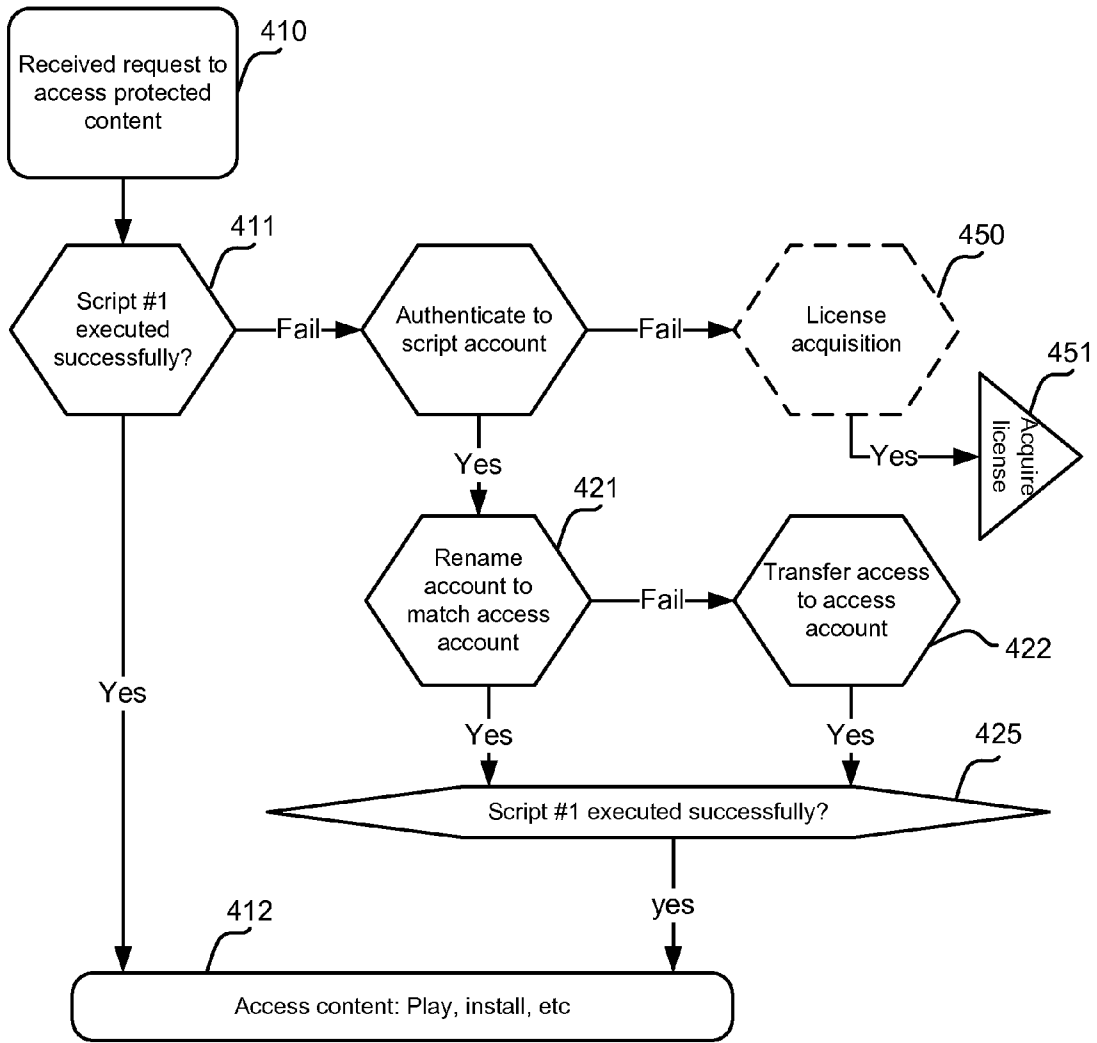 410
Received request to
access protected
content
411
Script #1
executed
successfully?
Fail
Authenticate to
script account
Fail
450
License
acquisition
451
Acquire
license
Yes
Yes
421
Rename
account to
match access
account
Fail
Transfer access
to access
account
422
Yes
Yes
Yes
425
Script #1 executed successfully?
yes
412
Access content: Play, install, etc